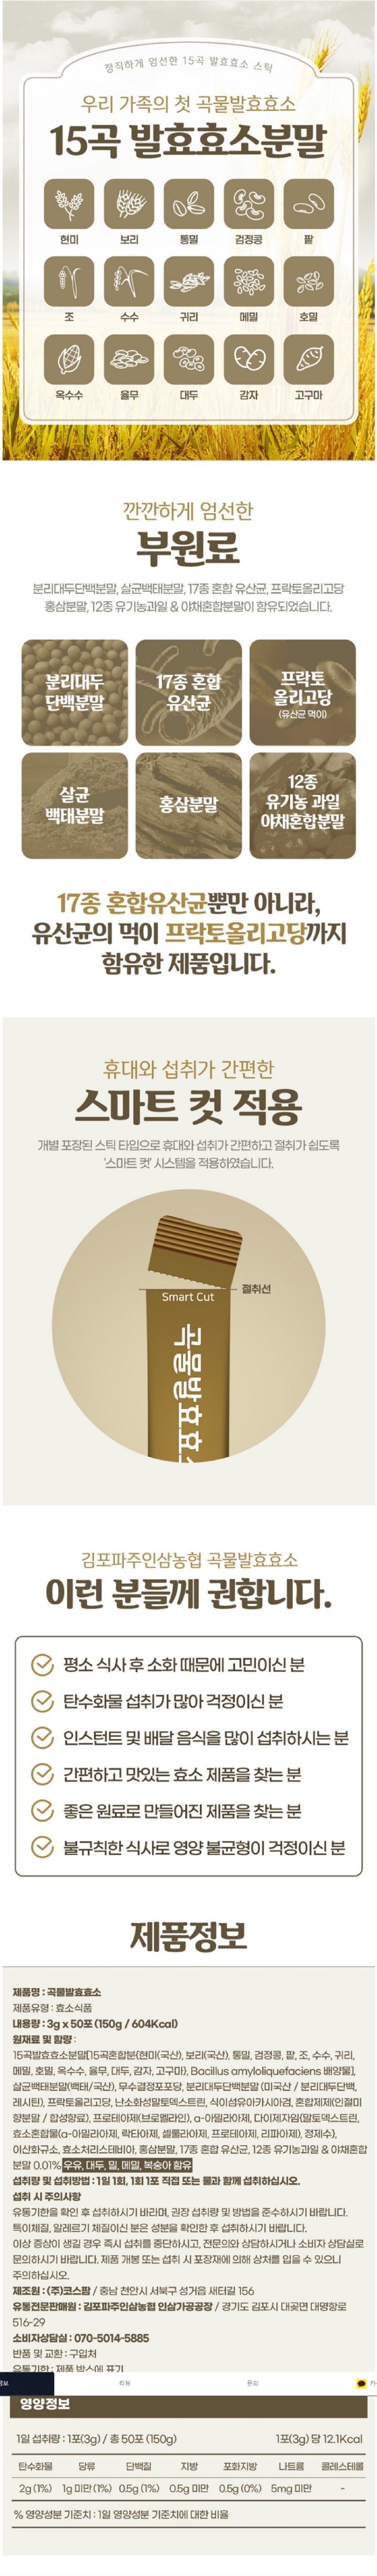 정직하게 엄선한 15곡 발효효소 스틱
우리 가족의 첫 곡물발효효소
15곡 발효효소분말
현미 보리 통밀 검정콩 팥
조 수수 귀리 메밀 호밀
옥수수 율무 대두 감자 고구마
깐깐하게 엄선한
부원료
분리대두단백분말, 살균백태분말, 17종 혼합 유산균, 프락토올리고당
홍삼분말, 12종 유기농과일 & 야채혼합분말이 함유되었습니다.
분리대두
단백분말
17종 혼합
유산균
프락토
올리고당
(유산균 먹이)
살균
백태분말
홍삼분말
12종
유기농 과일
야채혼합분말
17종 혼합유산균뿐만 아니라,
유산균의 먹이 프락토올리고당까지
함유한 제품입니다.
휴대와 섭취가 간편한
스마트 컷 적용
개별 포장된 스틱 타입으로 휴대와 섭취가 간편하고 절취가 쉽도록
'스마트 컷' 시스템을 적용하였습니다.
절취선
Smart Cut
곡물발효효소
김포파주인삼농협 곡물발효효소
이런 분들께 권합니다.
평소 식사 후 소화 때문에 고민이신 분
탄수화물 섭취가 많아 걱정이신 분
인스턴트 및 배달 음식을 많이 섭취하시는 분
간편하고 맛있는 효소 제품을 찾는 분
좋은 원료로 만들어진 제품을 찾는 분
불규칙한 식사로 영양 불균형이 걱정이신 분
제품정보
제품명 : 곡물발효효소
제품유형 : 효소식품
내용량 : 3g x 50포 (150g / 604Kcal)
원재료 및 함량 :
15곡발효효소분말[15곡혼합분{현미(국산), 보리(국산), 통밀, 검정콩, 팥, 조, 수수, 귀리,
메밀, 호밀, 옥수수, 율무, 대두, 감자, 고구마}, Bacillus amyloliquefaciens 배양물],
살균백태분말(백태/국산), 무수결정포포당, 분리대두단백분말 (미국산 / 분리대두단백,
레시틴), 프락토올리고당, 난소화성말토덱스트린, 식이섬유아카시아검, 혼합제제(인절미
향분말 / 합성향료), 프로테아제(브로멜라인), α-아밀라아제, 다이제자임(말토덱스트린,
효소혼합물(α-아밀라아제, 락타아제, 셀룰라아제, 프로테아제, 리파아제), 정제수),
이산화규소, 효소처리스테비아, 홍삼분말, 17종 혼합 유산균, 12종 유기농과일 & 야채혼합
분말 0.01% 우유, 대두, 밀, 메밀, 복숭아 함유
섭취량 및 섭취방법 : 1일 1회, 1회 1포 직접 또는 물과 함께 섭취하십시오.
섭취 시 주의사항
유통기한을 확인 후 섭취하시기 바라며, 권장 섭취량 및 방법을 준수하시기 바랍니다.
특이체질, 알레르기 체질이신 분은 성분을 확인한 후 섭취하시기 바랍니다.
이상 증상이 생길 경우 즉시 섭취를 중단하시고, 전문의와 상담하시거나 소비자 상담실로
문의하시기 바랍니다. 제품 개봉 또는 섭취 시 포장재에 의해 상처를 입을 수 있으니
주의하십시오.
제조원 : (주)코스팜 / 충남 천안시 서북구 성거읍 새터길 156
유통전문판매원 : 김포파주인삼농협 인삼가공공장 / 경기도 김포시 대곶면 대명항로
516-29
소비자상담실 : 070-5014-5885
반품 및 교환 : 구입처
유통기한 : 제품 박스에 표기
리뷰 문의
영양정보
1일 섭취량 : 1포(3g) / 총 50포 (150g) 1포(3g) 당 12.1Kcal
탄수화물 당류 단백질 지방 포화지방 나트륨 콜레스테롤
2g (1%) 1g 미만 (1%) 0.5g (1%) 0.5g 미만 0.5g (0%) 5mg 미만 -
% 영양성분 기준치 : 1일 영양성분 기준치에 대한 비율